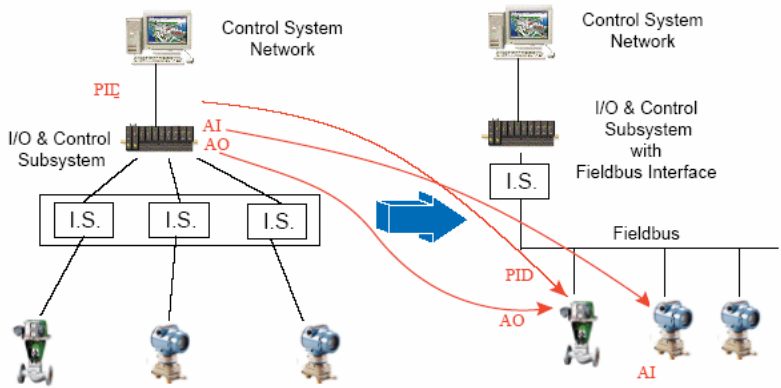 Control System
Network
PID
I/O & Control
Subsystem
AI
AO
I.S.
I.S.
I.S.
Control System
Network
I/O & Control
Subsystem
with
Fieldbus Interface
I.S.
Fieldbus
PID
AO
AI